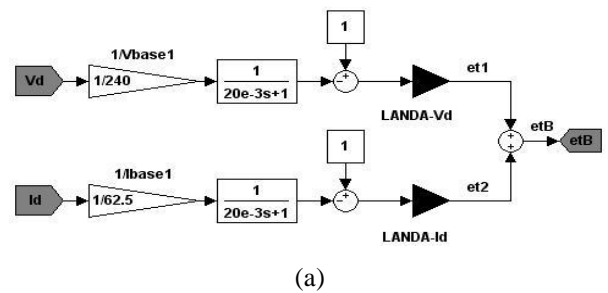 1
1/Vbase1
Vd
1/240
1
20e-3s+1
-
+
LANDA-Vd
et1
+
+
etB
etB
1
1/Ibase1
Id
1/62.5
1
20e-3s+1
-
+
LANDA-Id
et2
(a)